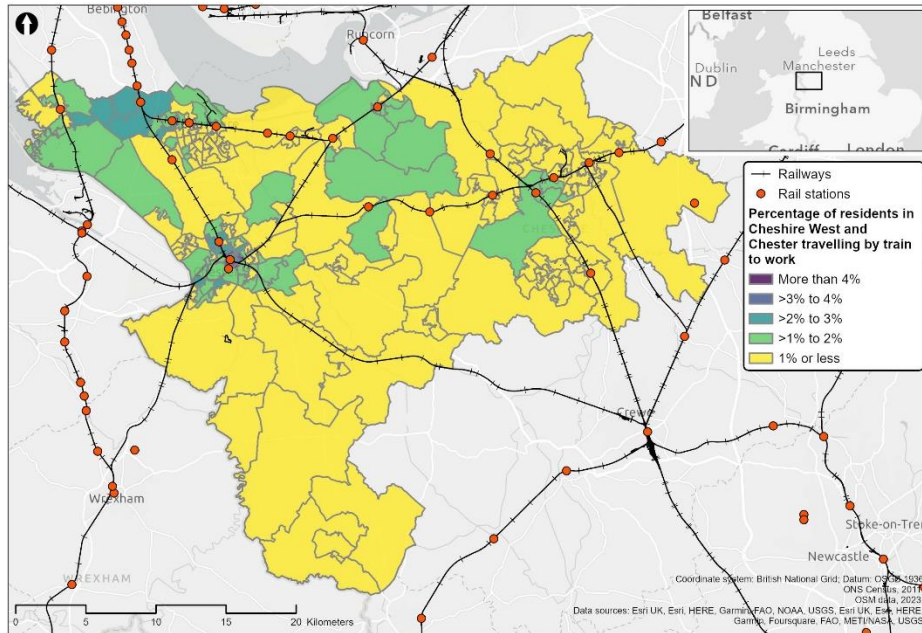 Bebington
Runcorn
Belfast
Leeds
Dublin
Manchester
ND
Birmingham
Cardiff
London
Railways
Rail stations
Percentage of residents in
Cheshire West and
Chester travelling by train
to work
More than 4%
>3% to 4%
>2% to 3%
>1% to 2%
1% or less
Crewe
Wrexham
WREXHAM
Stoke-on-Tren
Newcastle
0 5 10 15 20 Kilometers
Coordinate system: British National Grid; Datum: OSGB 1936
ONS Census, 2011
OSM data, 2023
Data sources: Esri UK, Esri, HERE, Garmin, FAO, NOAA, USGS, Esri UK, Esri, HERE,
Garmin, Foursquare, FAO, METI/NASA, USGS